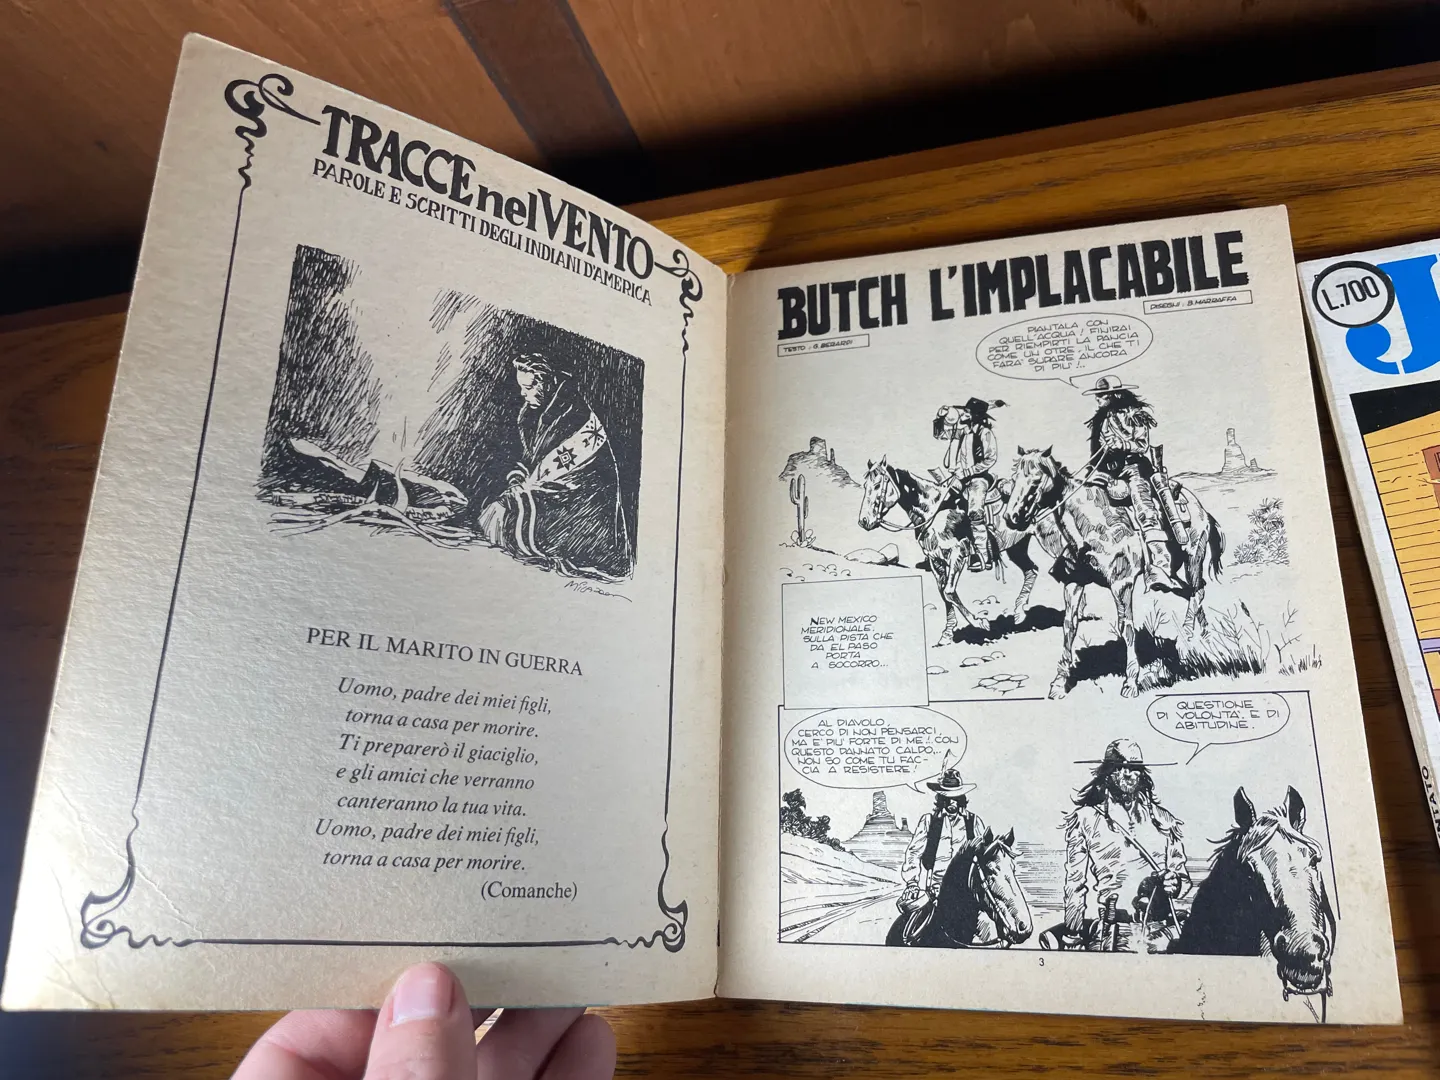 TRACCE nel VENTO
PAROLE E SCRITTI DEGLI INDIANI D'AMERICA
PER IL MARITO IN GUERRA
Uomo, padre dei miei figli,
torna a casa per morire.
Ti preparerò il giaciglio,
e gli amici che verranno
canteranno la tua vita.
Uomo, padre dei miei figli,
torna a casa per morire.
(Comanche)
BUTCH L'IMPLACABILE
TESTO : G. BERARDI
DISEGNI : B. MARRAFFA
PIANTALA CON
QUELL'ACQUA! FINIRAI
PER RIEMPIRTI LA PANCIA
COME UN OTRE, IL CHE TI
FARA' SUDARE ANCORA
DI PIU'!..
NEW MEXICO
MERIDIONALE.
SULLA PISTA CHE
DA EL PASO
PORTA
A SOCORRO...
AL DIAVOLO,
CERCO DI NON PENSARCI,
MA E' PIU' FORTE DI ME! CON
QUESTO DANNATO CALDO,..
NON SO COME TU FAC-
CIA A RESISTERE!
QUESTIONE
DI VOLONTA', E DI
ABITUDINE.
3
L.700
J